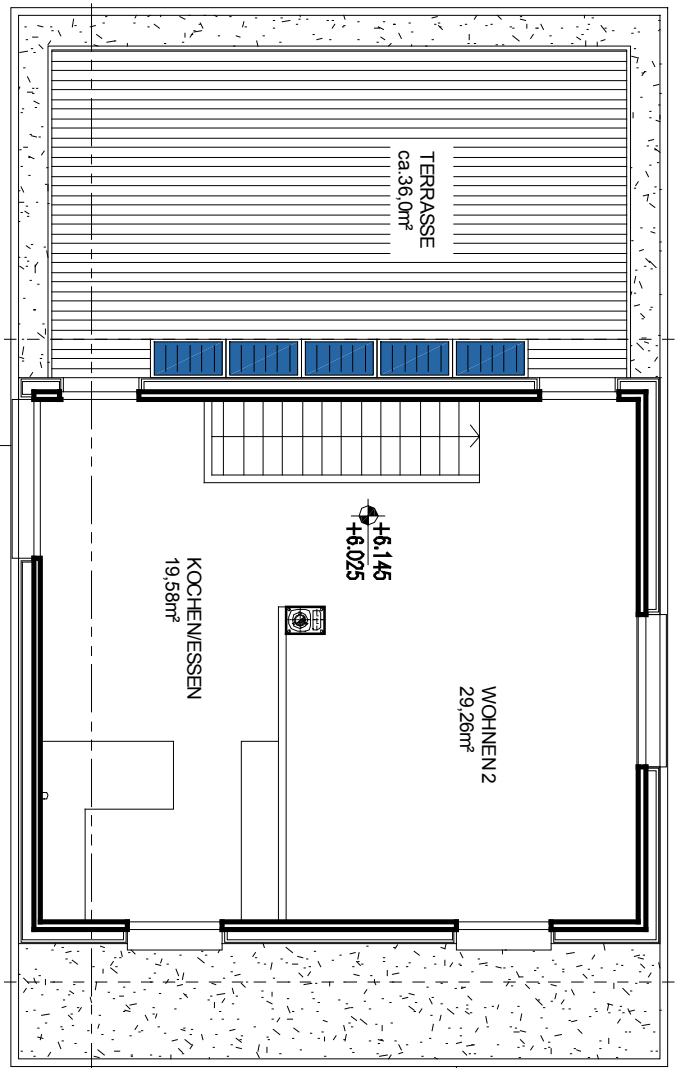 TERRASSE
ca.36,0m²
+6.145
+6.025
KOCHEN/ESSEN
19,58m²
WOHNEN 2
29,26m²